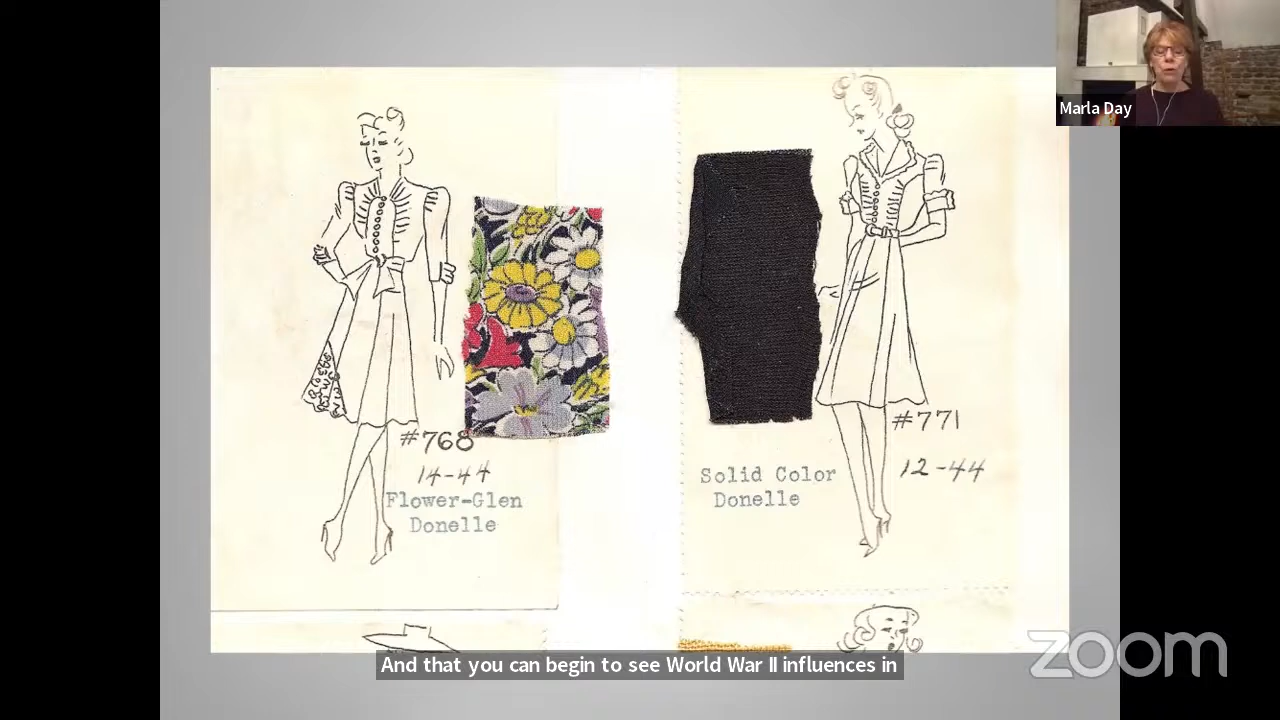 Marla Day
#768
14-44
Flower-Glen
Donelle
Solid Color
Donelle
#771
12-44
And that you can begin to see World War II influences in
zoom